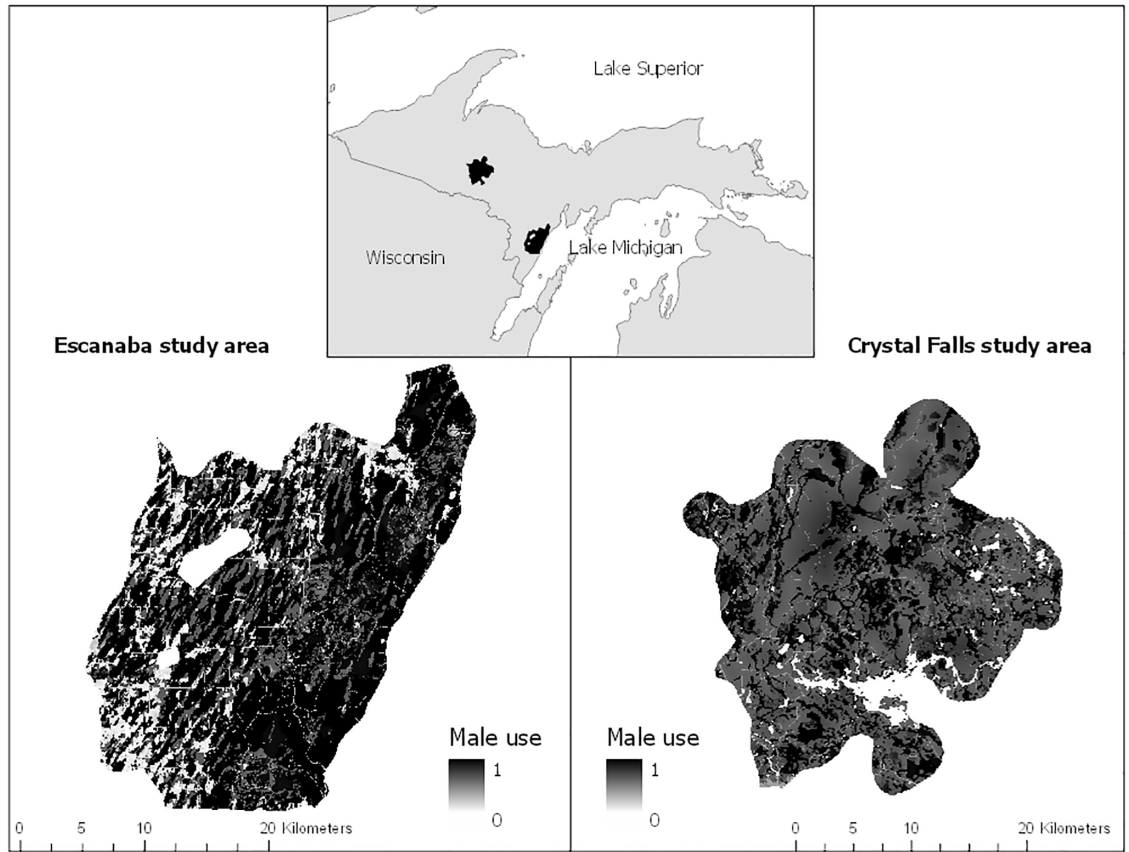 Lake Superior
Wisconsin
Lake Michigan
Escanaba study area
Crystal Falls study area
Male use
1
0
Male use
1
0
0 5 10 20 Kilometers
0 5 10 20 Kilometers